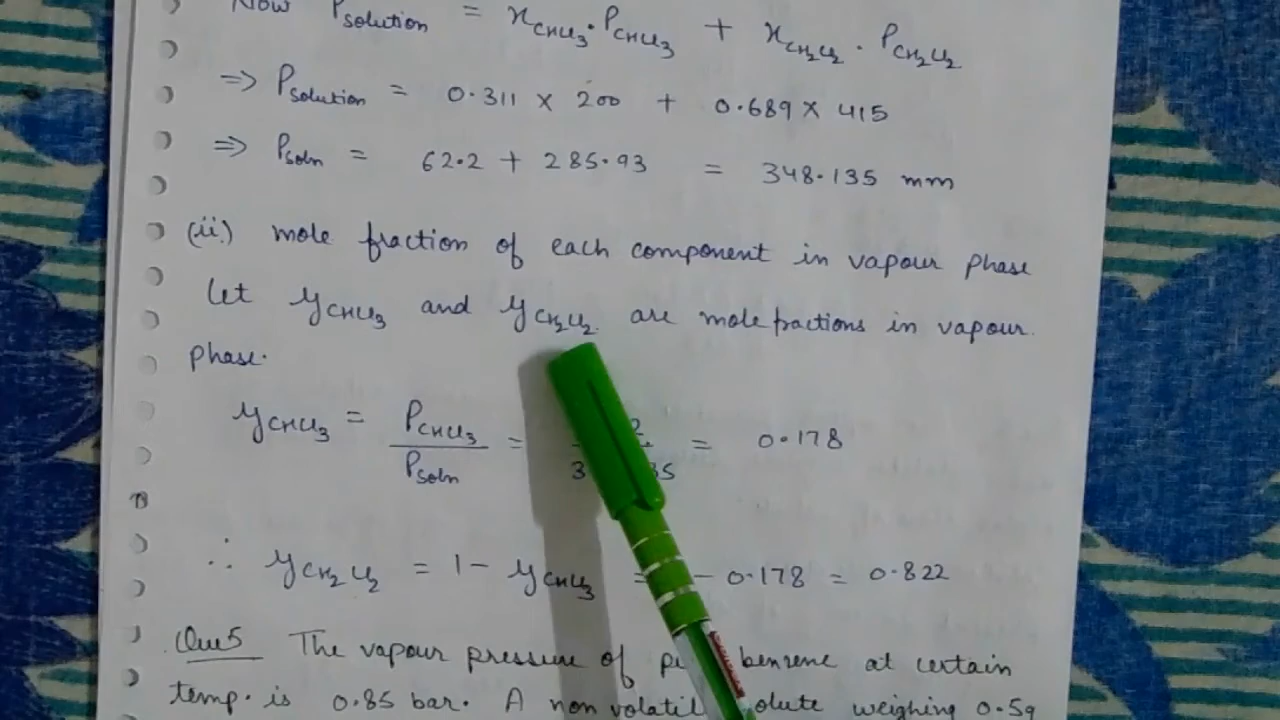 Now Psolution = xCHCl3 . PCHCl3 + xCH2Cl2 . PCH2Cl2
=> Psolution = 0.311 x 200 + 0.689 x 415
=> Psoln = 62.2 + 285.93 = 348.135 mm
(ii) mole fraction of each component in vapour phase
Let yCHCl3 and yCH2Cl2 are mole fractions in vapour
phase.
yCHCl3 = PCHCl3 / Psoln = = 0.178
∴ yCH2Cl2 = 1 - yCHCl3 = - 0.178 = 0.822
Que5 The vapour pressure of benzene at certain
temp. is 0.85 bar. A non weighing 0.5g